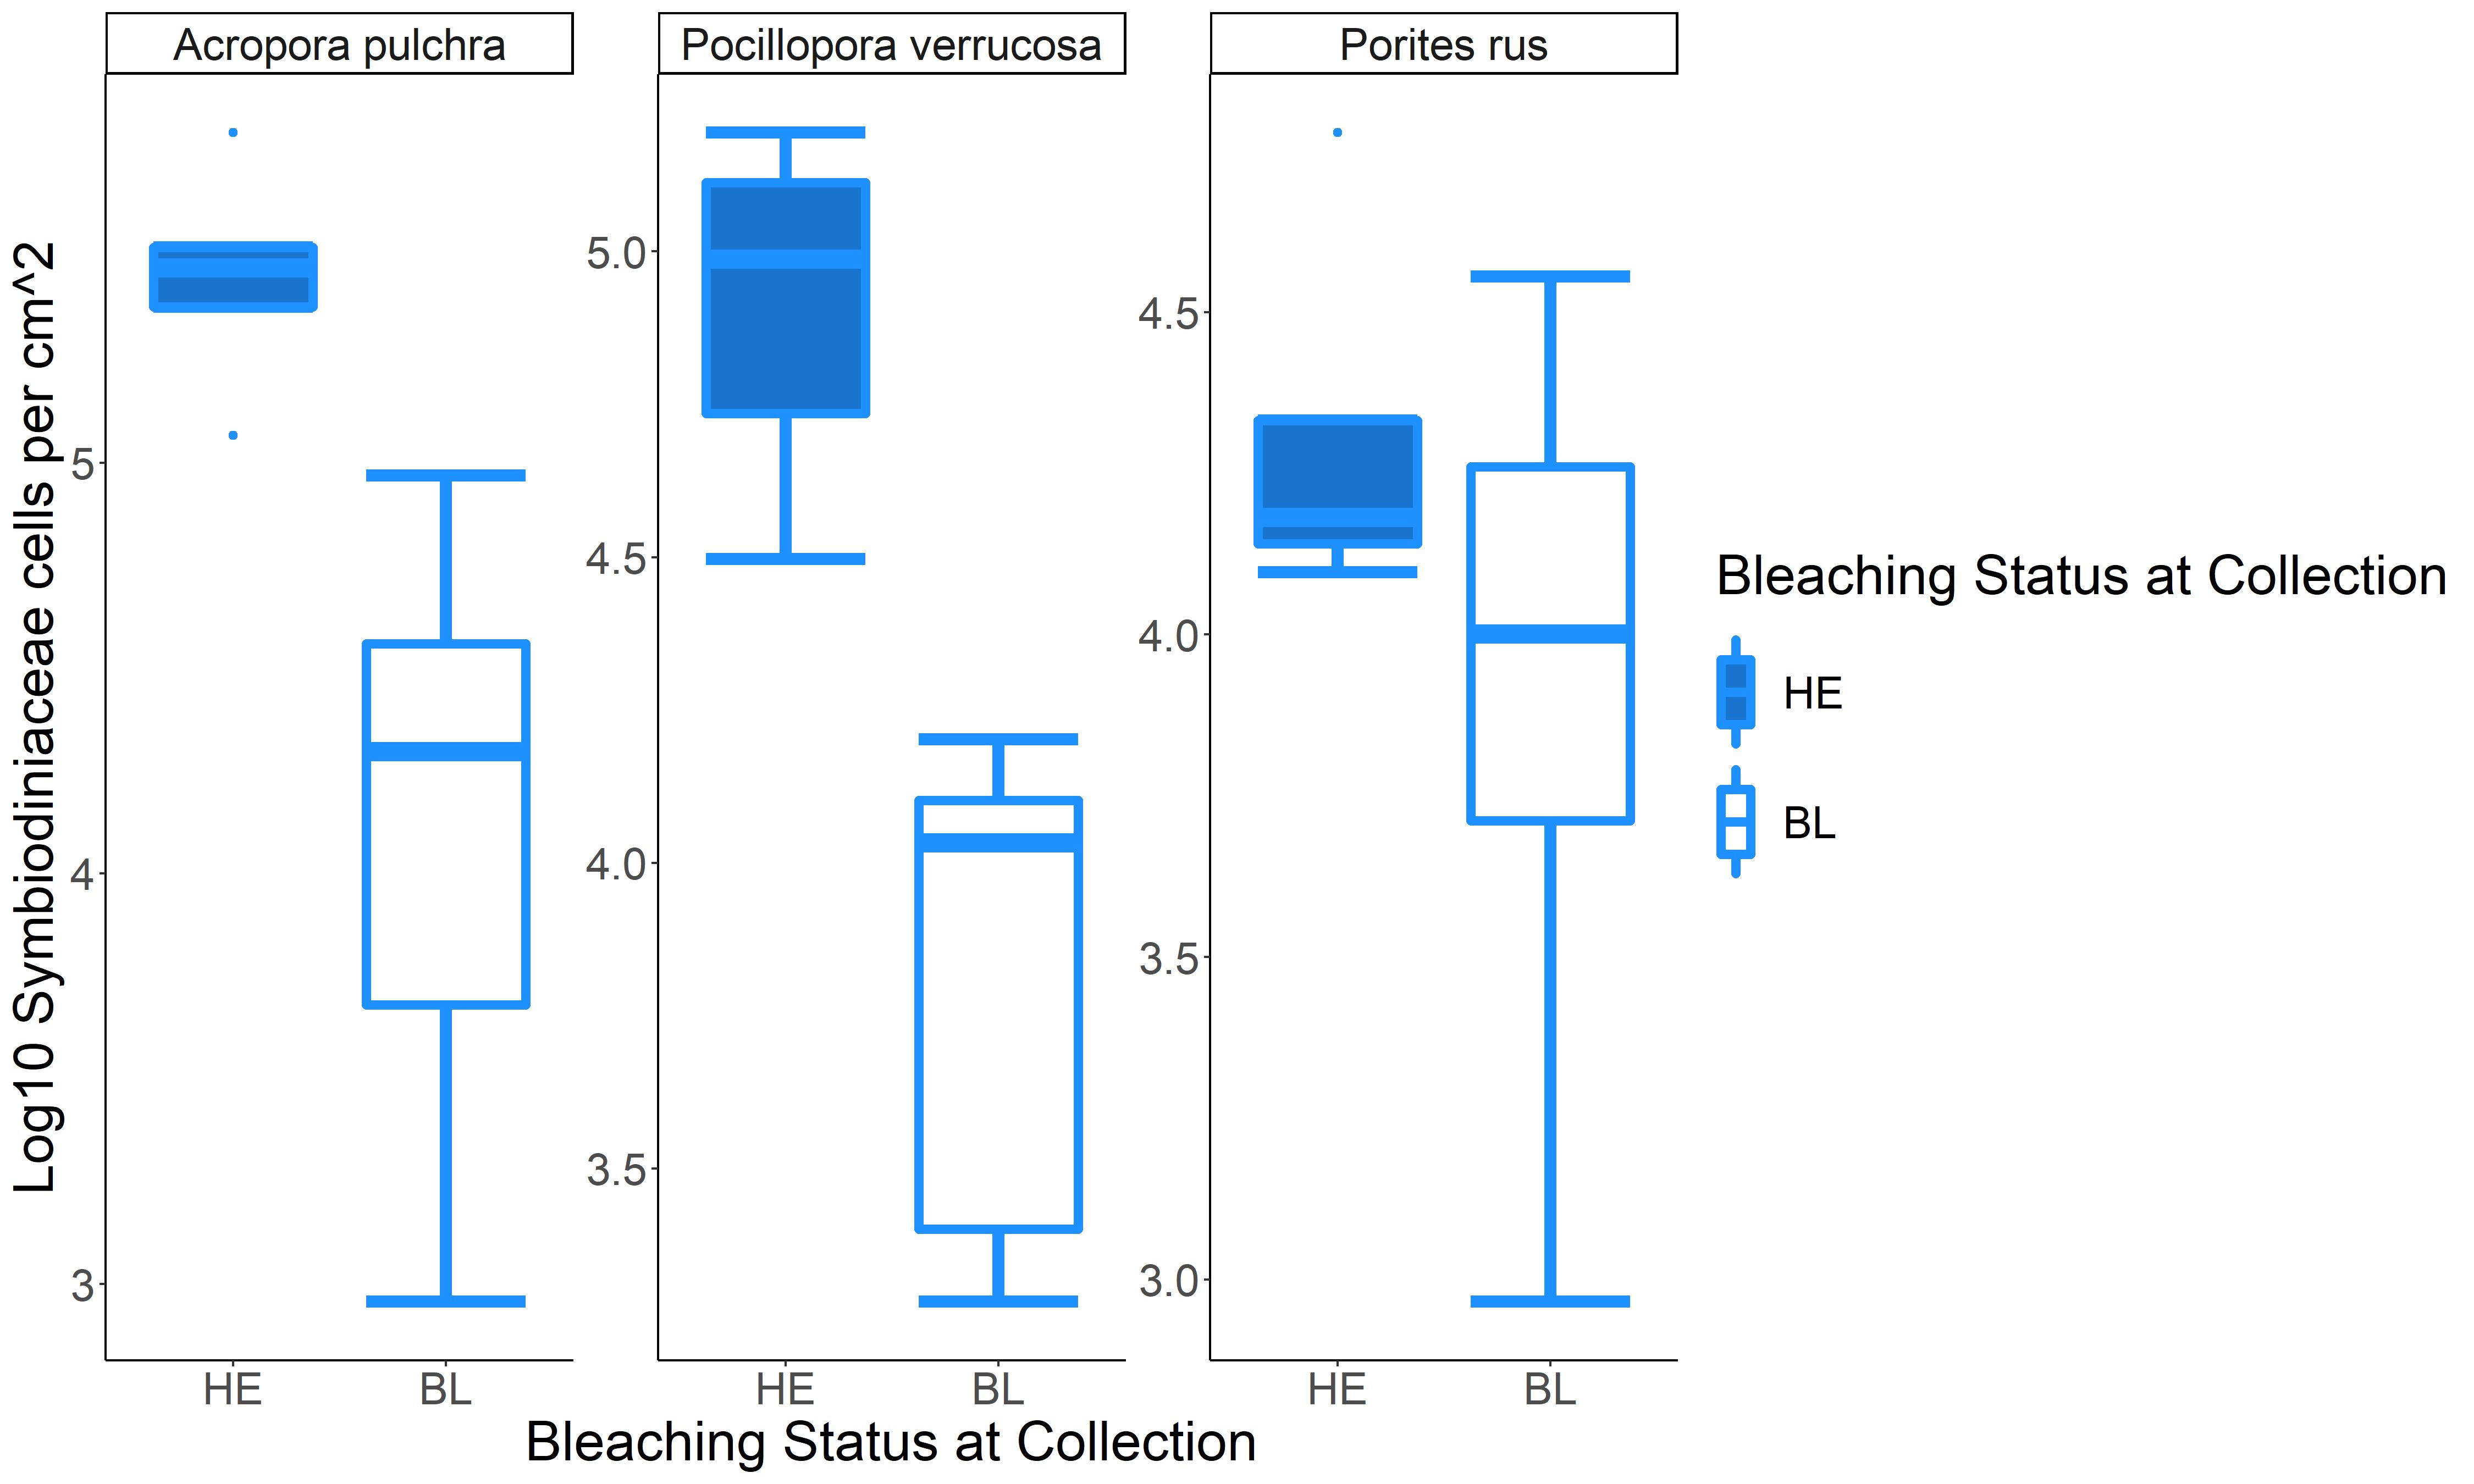 Acropora pulchra
Pocillopora verrucosa
Porites rus
Log10 Symbiodiniaceae cells per cm^2
5
4
3
5.0
4.5
4.0
3.5
4.5
4.0
3.5
3.0
HE
BL
HE
BL
HE
BL
Bleaching Status at Collection
Bleaching Status at Collection
HE
BL